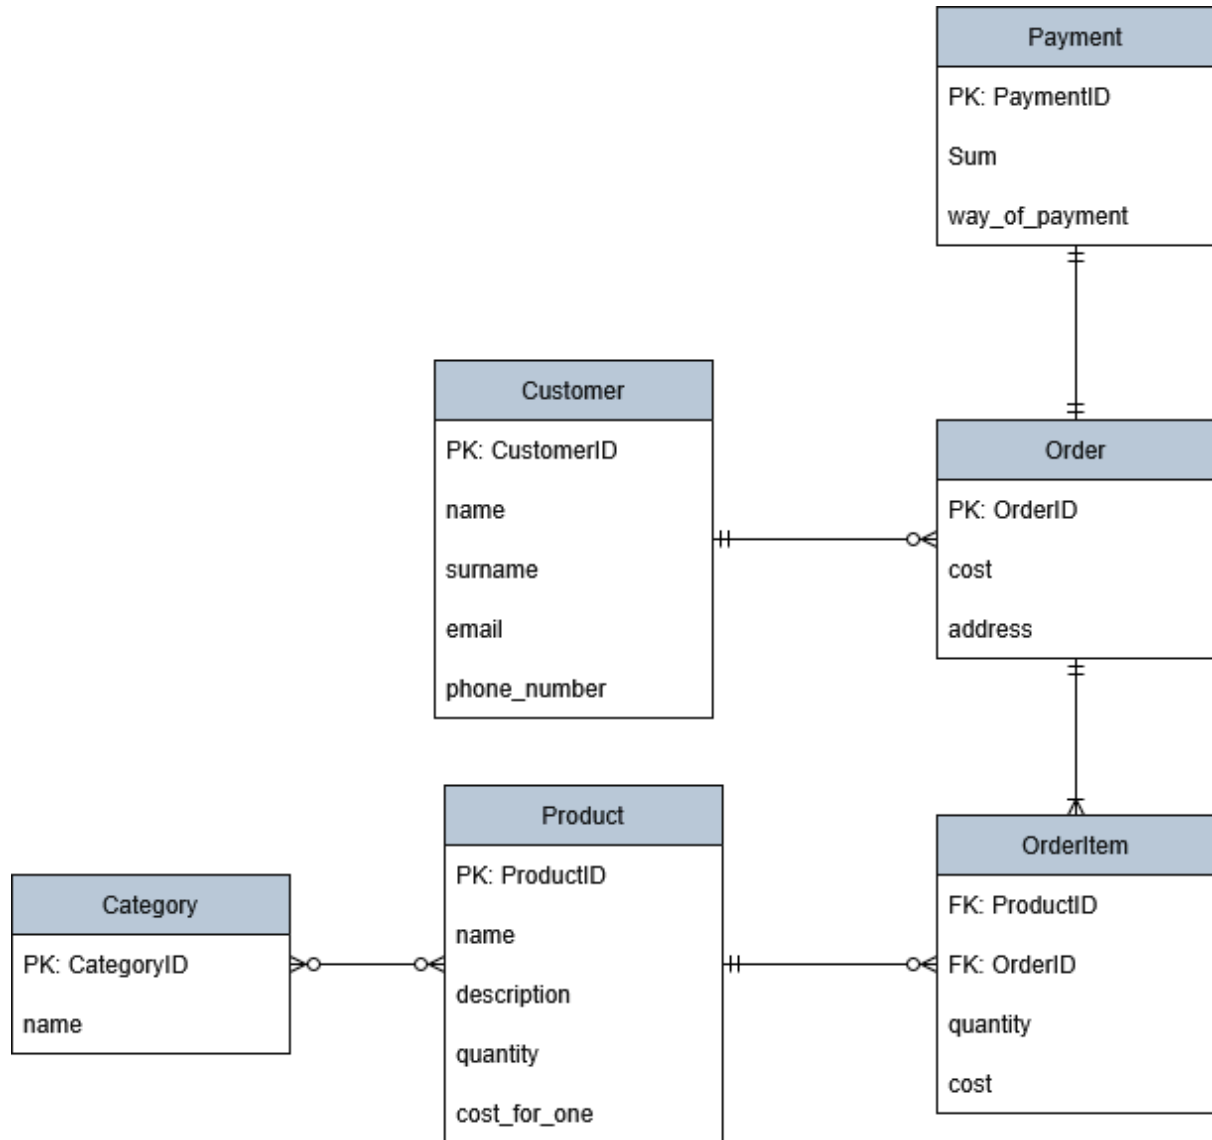 Payment
PK: PaymentID
Sum
way_of_payment
Customer
PK: CustomerID
name
surname
email
phone_number
Order
PK: OrderID
cost
address
Product
PK: ProductID
name
description
quantity
cost_for_one
Category
PK: CategoryID
name
OrderItem
FK: ProductID
FK: OrderID
quantity
cost